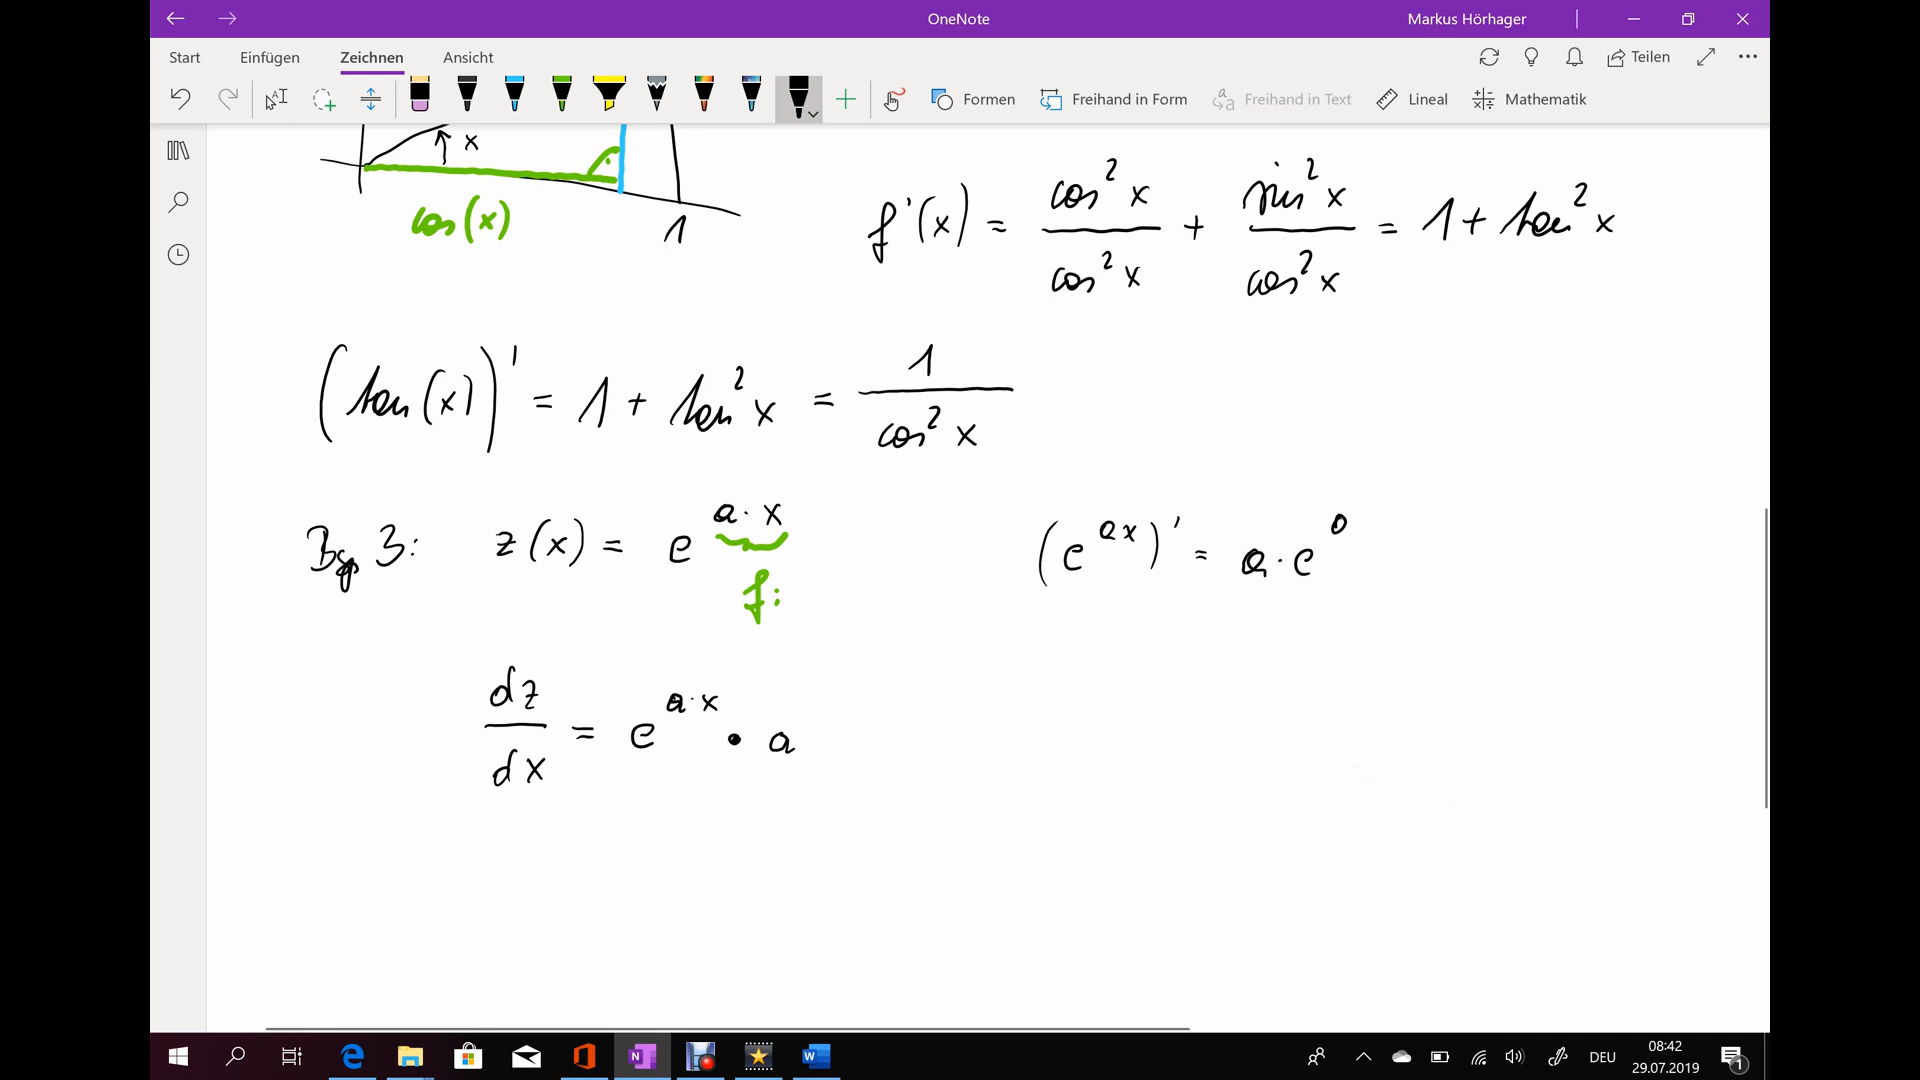 OneNote
Markus Hörhager
Start Einfügen Zeichnen Ansicht
Teilen
Formen Freihand in Form Freihand in Text Lineal Mathematik
x
cos(x)
1
f'(x) = cos²x/cos²x + sin²x/cos²x = 1 + tan²x
(tan(x))' = 1 + tan²x = 1/cos²x
Bsp 3: z(x) = e^(a·x)
f:
(e^(ax))' = a·e^0
dz/dx = e^(a·x) · a
DEU
08:42
29.07.2019
1